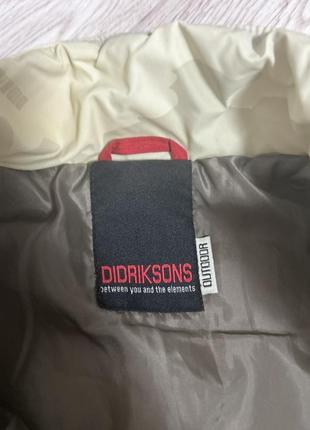 DIDRIKSONS
between you and the elements
OUTDOOR